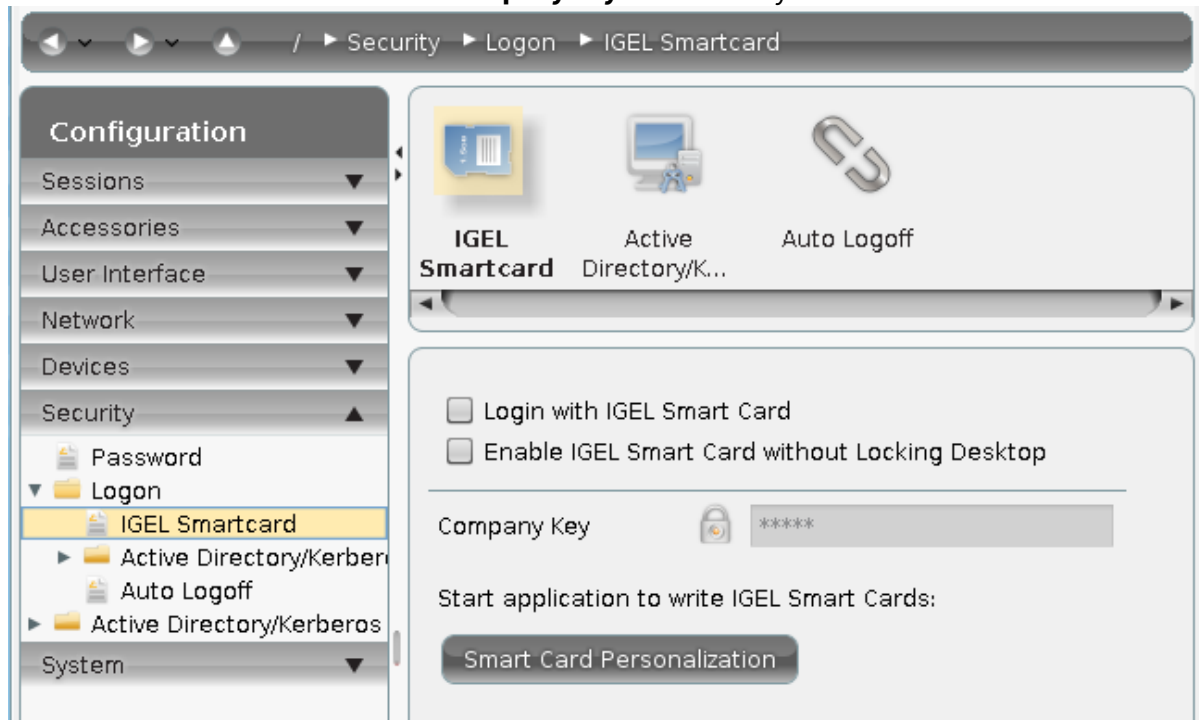 / ► Security ► Logon ► IGEL Smartcard
Configuration
Sessions
Accessories
User Interface
Network
Devices
Security
Password
Logon
IGEL Smartcard
Active Directory/Kerber
Auto Logoff
Active Directory/Kerberos
System
IGEL
Smartcard
Active
Directory/K...
Auto Logoff
Login with IGEL Smart Card
Enable IGEL Smart Card without Locking Desktop
Company Key
*****
Start application to write IGEL Smart Cards:
Smart Card Personalization